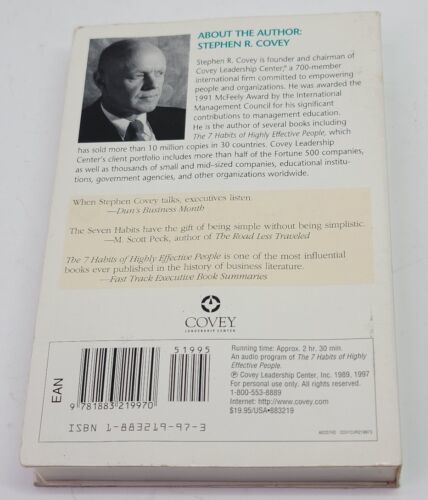 ABOUT THE AUTHOR:
STEPHEN R. COVEY
Stephen R. Covey is founder and chairman of
Covey Leadership Center,℠ a 700-member
international firm committed to empowering
people and organizations. He was awarded the
1991 McFeely Award by the International
Management Council for his significant
contributions to management education.
He is the author of several books including
The 7 Habits of Highly Effective People, which
has sold more than 10 million copies in 30 countries. Covey Leadership
Center's client portfolio includes more than half of the Fortune 500 companies,
as well as thousands of small and mid-sized companies, educational institu-
tions, government agencies, and other organizations worldwide.
When Stephen Covey talks, executives listen.
—Dun's Business Month
The Seven Habits have the gift of being simple without being simplistic.
—M. Scott Peck, author of The Road Less Traveled
The 7 Habits of Highly Effective People is one of the most influential
books ever published in the history of business literature.
—Fast Track Executive Book Summaries
COVEY
LEADERSHIP CENTER
EAN
51995
9 781883 219970
ISBN 1-883219-97-3
Running time: Approx. 2 hr. 30 min.
An audio program of The 7 Habits of Highly
Effective People.
℗ Covey Leadership Center, Inc. 1989, 1997
For personal use only. All rights reserved.
1-800-553-8889
Internet: http://www.covey.com
$19.95/USA•883219